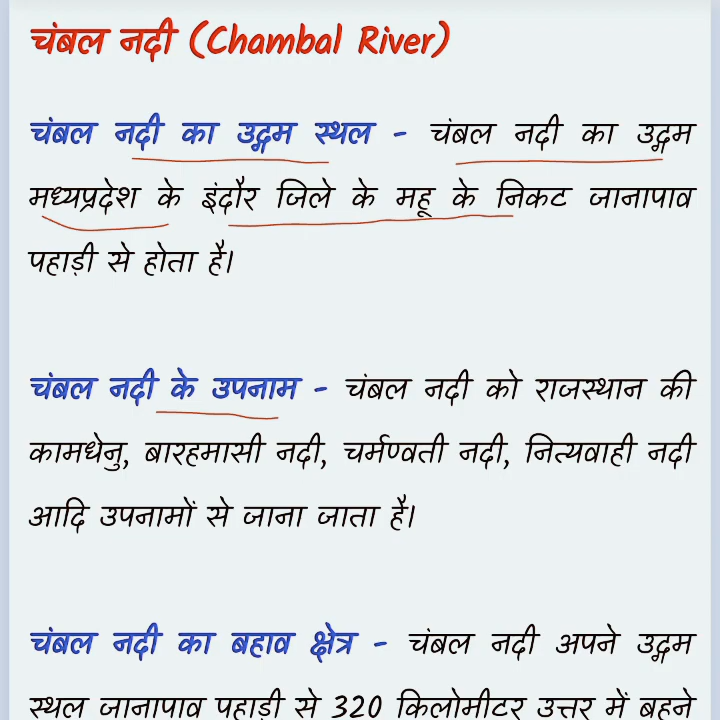 चंबल नदी (Chambal River)
चंबल नदी का उद्गम स्थल - चंबल नदी का उद्गम
मध्यप्रदेश के इंदौर जिले के महू के निकट जानापाव
पहाड़ी से होता है।
चंबल नदी के उपनाम - चंबल नदी को राजस्थान की
कामधेनु, बारहमासी नदी, चर्मण्वती नदी, नित्यवाही नदी
आदि उपनामों से जाना जाता है।
चंबल नदी का बहाव क्षेत्र - चंबल नदी अपने उद्गम
स्थल जानापाव पहाड़ी से 320 किलोमीटर उत्तर में बहने